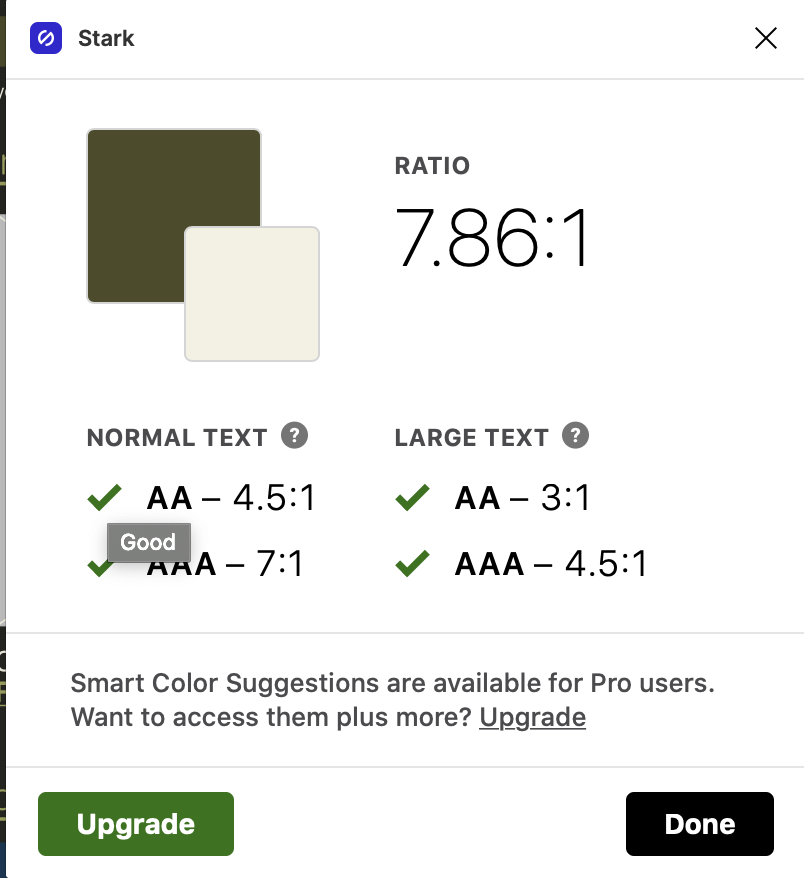 Stark
RATIO
7.86:1
NORMAL TEXT ?
LARGE TEXT ?
AA – 4.5:1
AA – 3:1
Good
AAA – 7:1
AAA – 4.5:1
Smart Color Suggestions are available for Pro users.
Want to access them plus more? Upgrade
Upgrade
Done